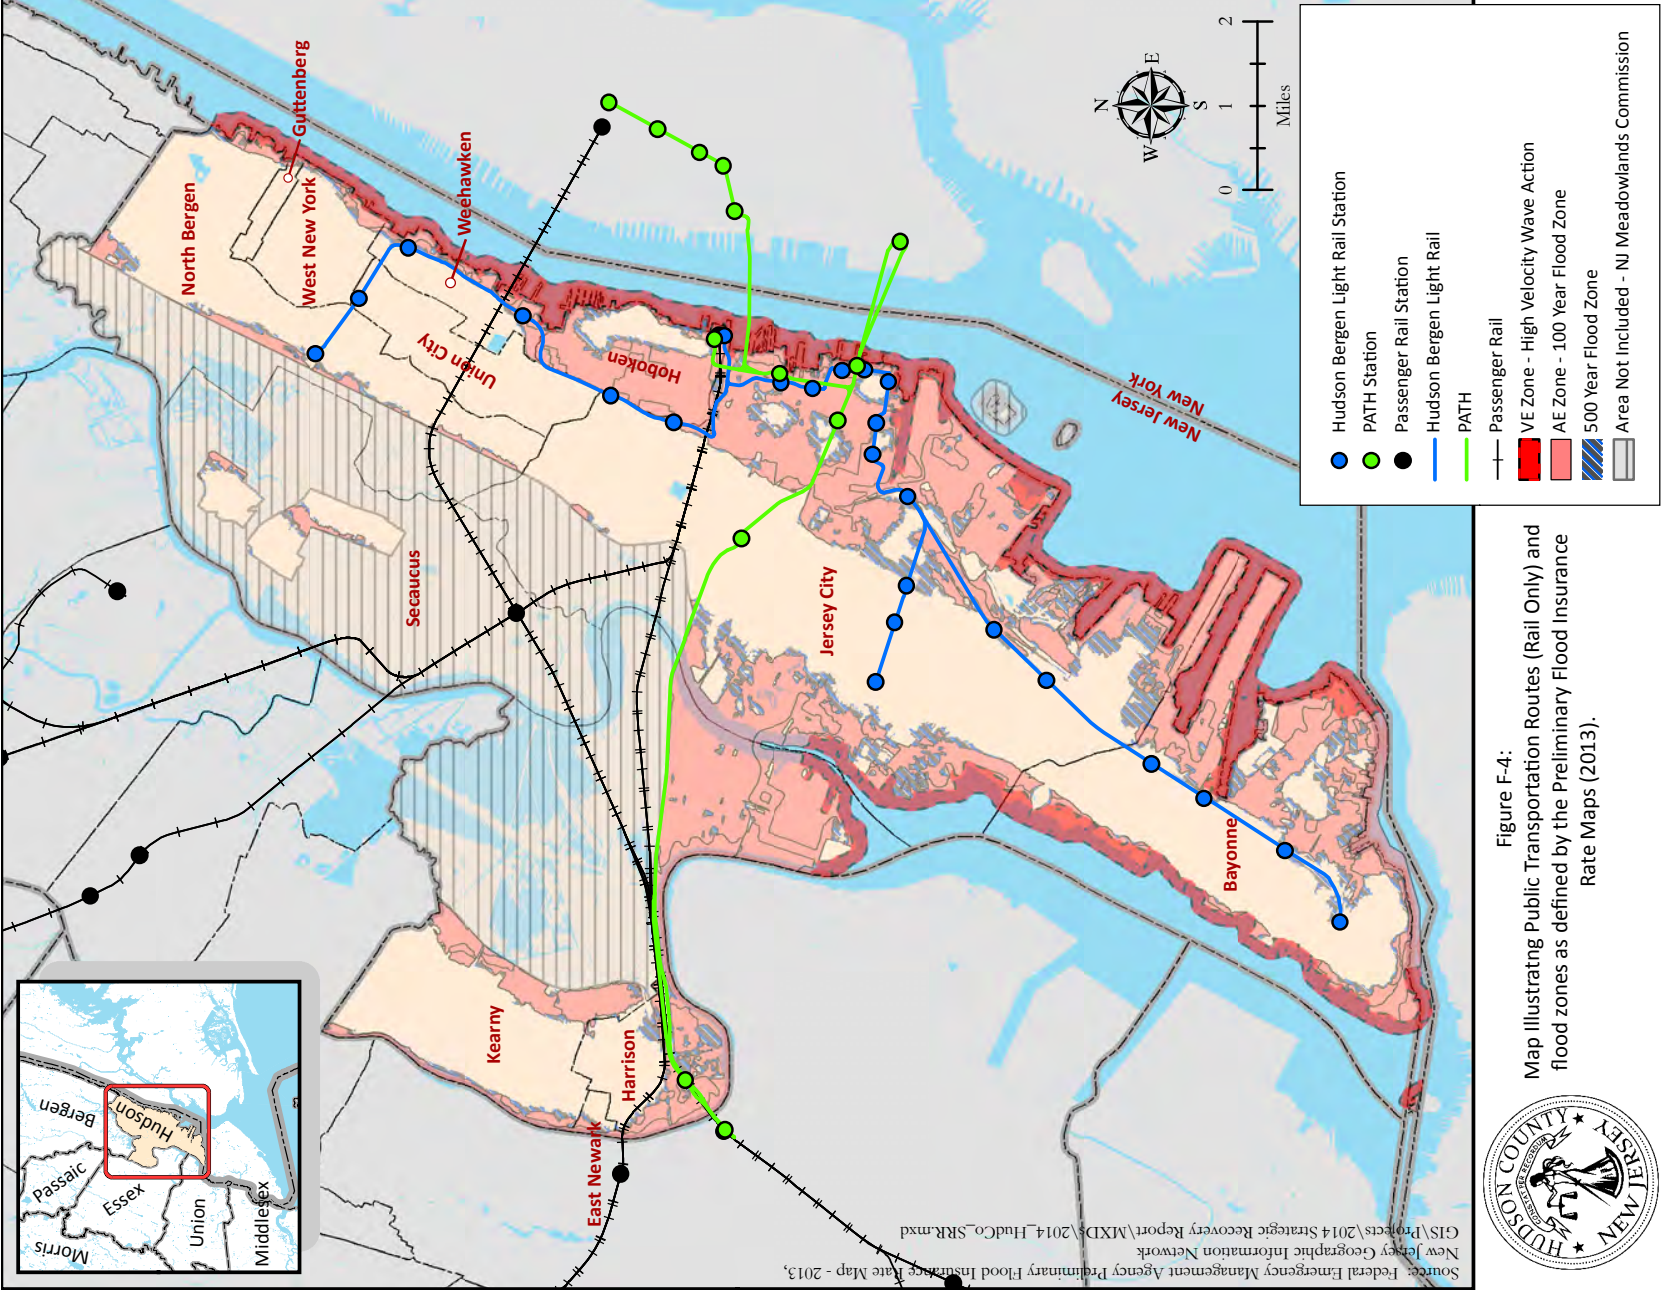 North Bergen
Guttenberg
West New York
Weehawken
Union City
Hoboken
Secaucus
Jersey City
Kearny
Harrison
East Newark
Bayonne
New York
New Jersey
N
E
S
W
0
1
2
Miles
Hudson Bergen Light Rail Station
PATH Station
Passenger Rail Station
Hudson Bergen Light Rail
PATH
Passenger Rail
VE Zone - High Velocity Wave Action
AE Zone - 100 Year Flood Zone
500 Year Flood Zone
Area Not Included - NJ Meadowlands Commission
Figure F-4:
Map Illustratng Public Transportation Routes (Rail Only) and
flood zones as defined by the Preliminary Flood Insurance
Rate Maps (2013).
Passaic
Bergen
Hudson
Essex
Morris
Union
Middlesex
Source: Federal Emergency Management Agency Preliminary Flood Insurance Rate Map - 2013,
New Jersey Geographic Information Network
GIS\Projects\2014 Strategic Recovery Report\MXDs\2014_HudCo_SRR.mxd
HUDSON COUNTY
NEW JERSEY